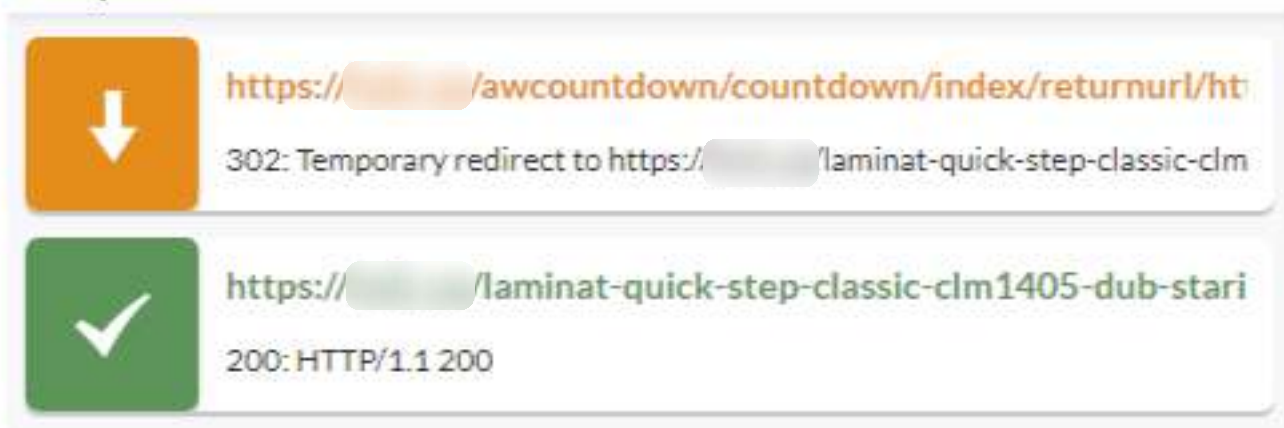 https:// /awcountdown/countdown/index/returnurl/htt
302: Temporary redirect to https:// /laminat-quick-step-classic-clm
https:// /laminat-quick-step-classic-clm1405-dub-stari
200: HTTP/1.1 200